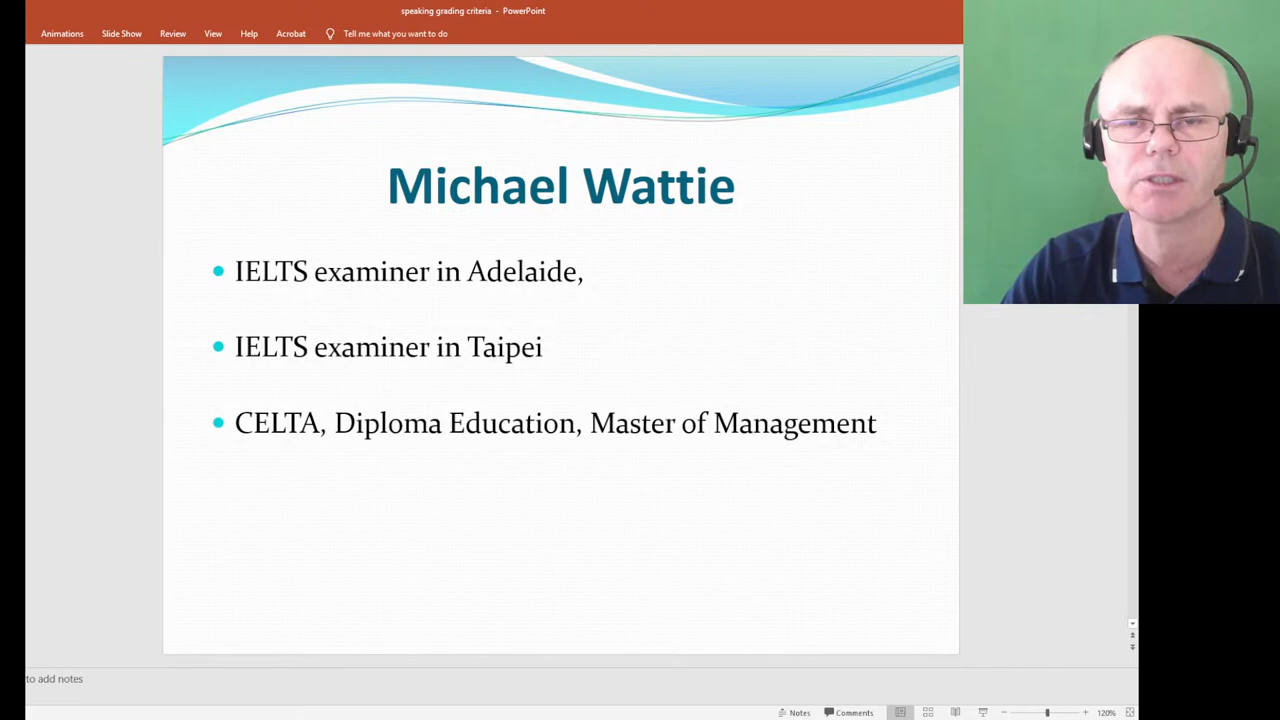 speaking grading criteria - PowerPoint
Animations Slide Show Review View Help Acrobat Tell me what you want to do
Michael Wattie
• IELTS examiner in Adelaide,
• IELTS examiner in Taipei
• CELTA, Diploma Education, Master of Management
to add notes
Notes Comments 120%